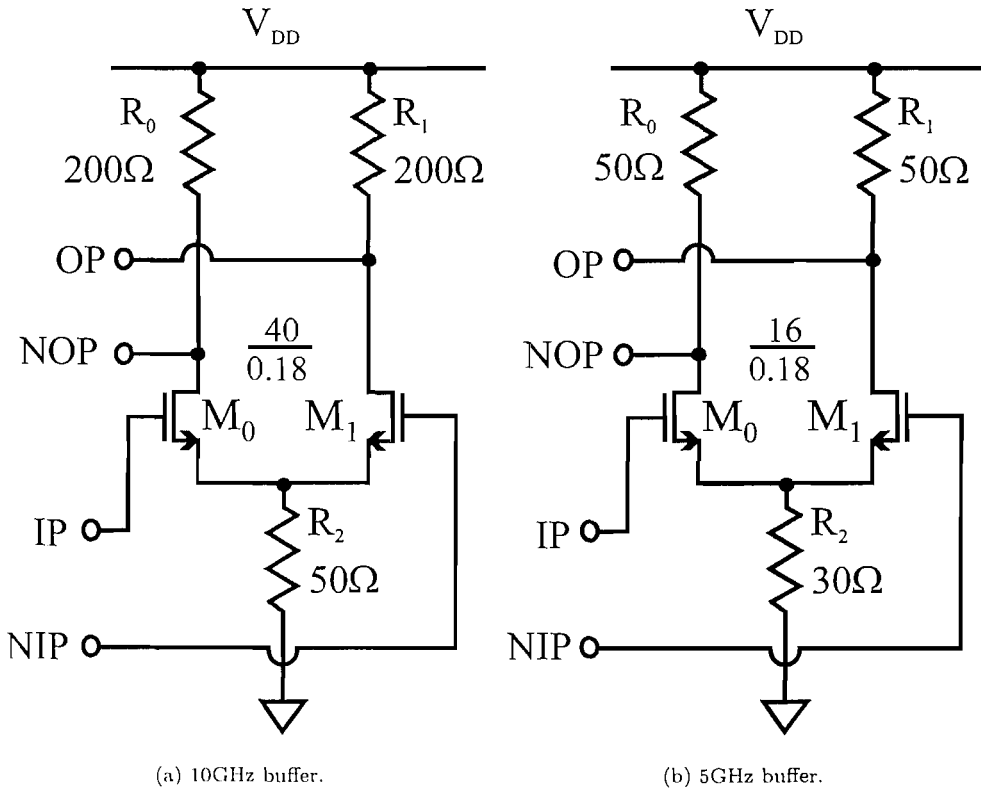 V_DD
R_0
200Ω
R_1
200Ω
OP
NOP
40
0.18
M_0
M_1
IP
R_2
50Ω
NIP
(a) 10GHz buffer.
V_DD
R_0
50Ω
R_1
50Ω
OP
NOP
16
0.18
M_0
M_1
IP
R_2
30Ω
NIP
(b) 5GHz buffer.